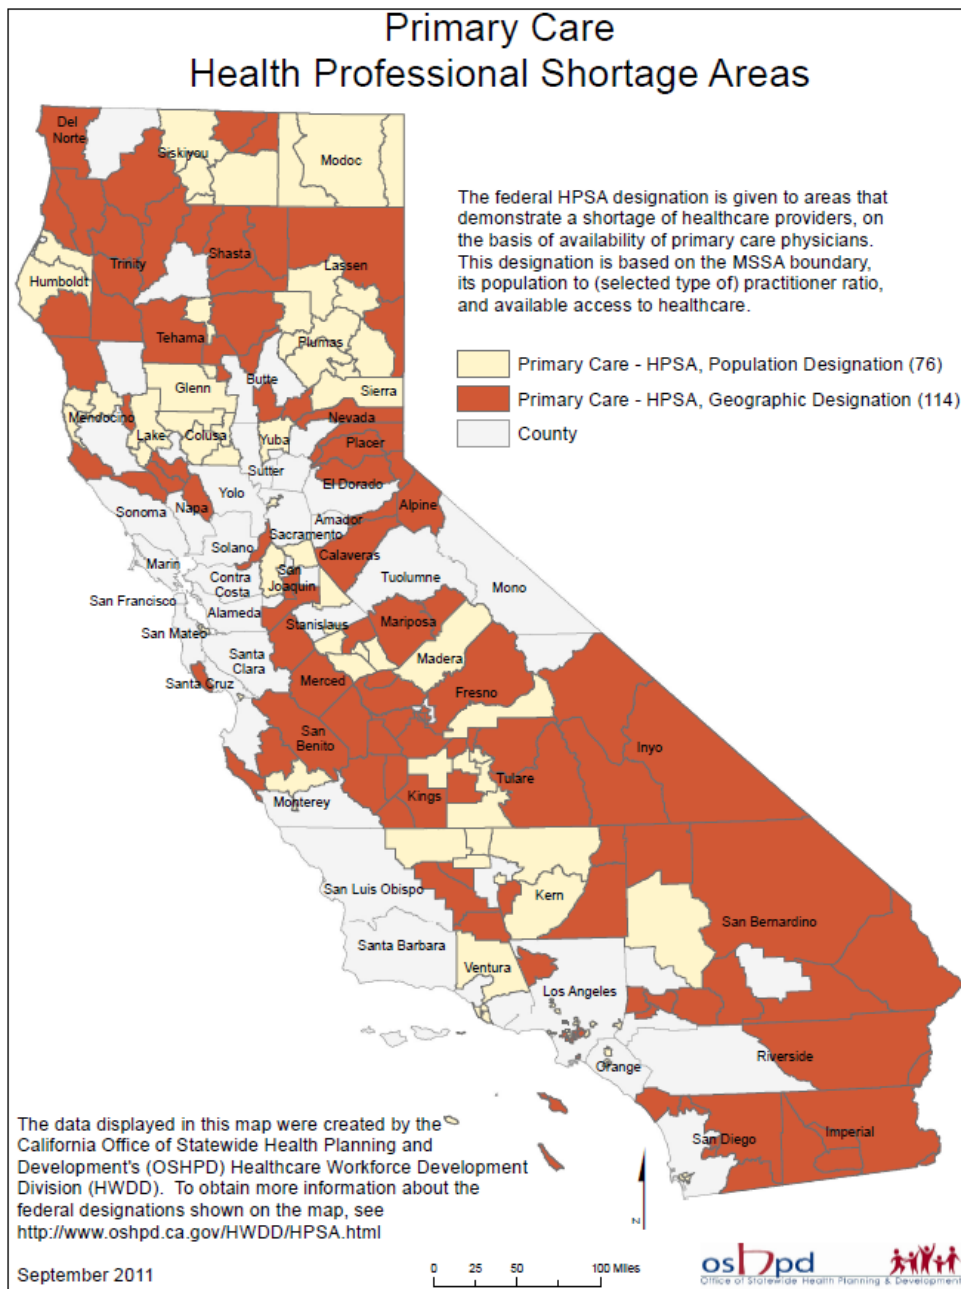 Primary Care
Health Professional Shortage Areas
Del
Norte
Siskiyou
Modoc
The federal HPSA designation is given to areas that
demonstrate a shortage of healthcare providers, on
the basis of availability of primary care physicians.
This designation is based on the MSSA boundary,
its population to (selected type of) practitioner ratio,
and available access to healthcare.
Humboldt
Trinity
Shasta
Lassen
Primary Care - HPSA, Population Designation (76)
Primary Care - HPSA, Geographic Designation (114)
County
Tehama
Plumas
Glenn
Butte
Sierra
Mendocino
Lake
Colusa
Yuba
Nevada
Placer
Sutter
Yolo
El Dorado
Sonoma
Napa
Amador
Alpine
Sacramento
Solano
Calaveras
Marin
Contra
Costa
San
Joaquin
Tuolumne
Mono
San Francisco
Alameda
Stanislaus
Mariposa
San Mateo
Santa
Clara
Madera
Santa Cruz
Merced
Fresno
San
Benito
Inyo
Monterey
Kings
Tulare
San Luis Obispo
Kern
San Bernardino
Santa Barbara
Ventura
Los Angeles
Orange
Riverside
San Diego
Imperial
The data displayed in this map were created by the
California Office of Statewide Health Planning and
Development's (OSHPD) Healthcare Workforce Development
Division (HWDD). To obtain more information about the
federal designations shown on the map, see
http://www.oshpd.ca.gov/HWDD/HPSA.html
September 2011
N
0 25 50 100 Miles
oshpd
Office of Statewide Health Planning & Development